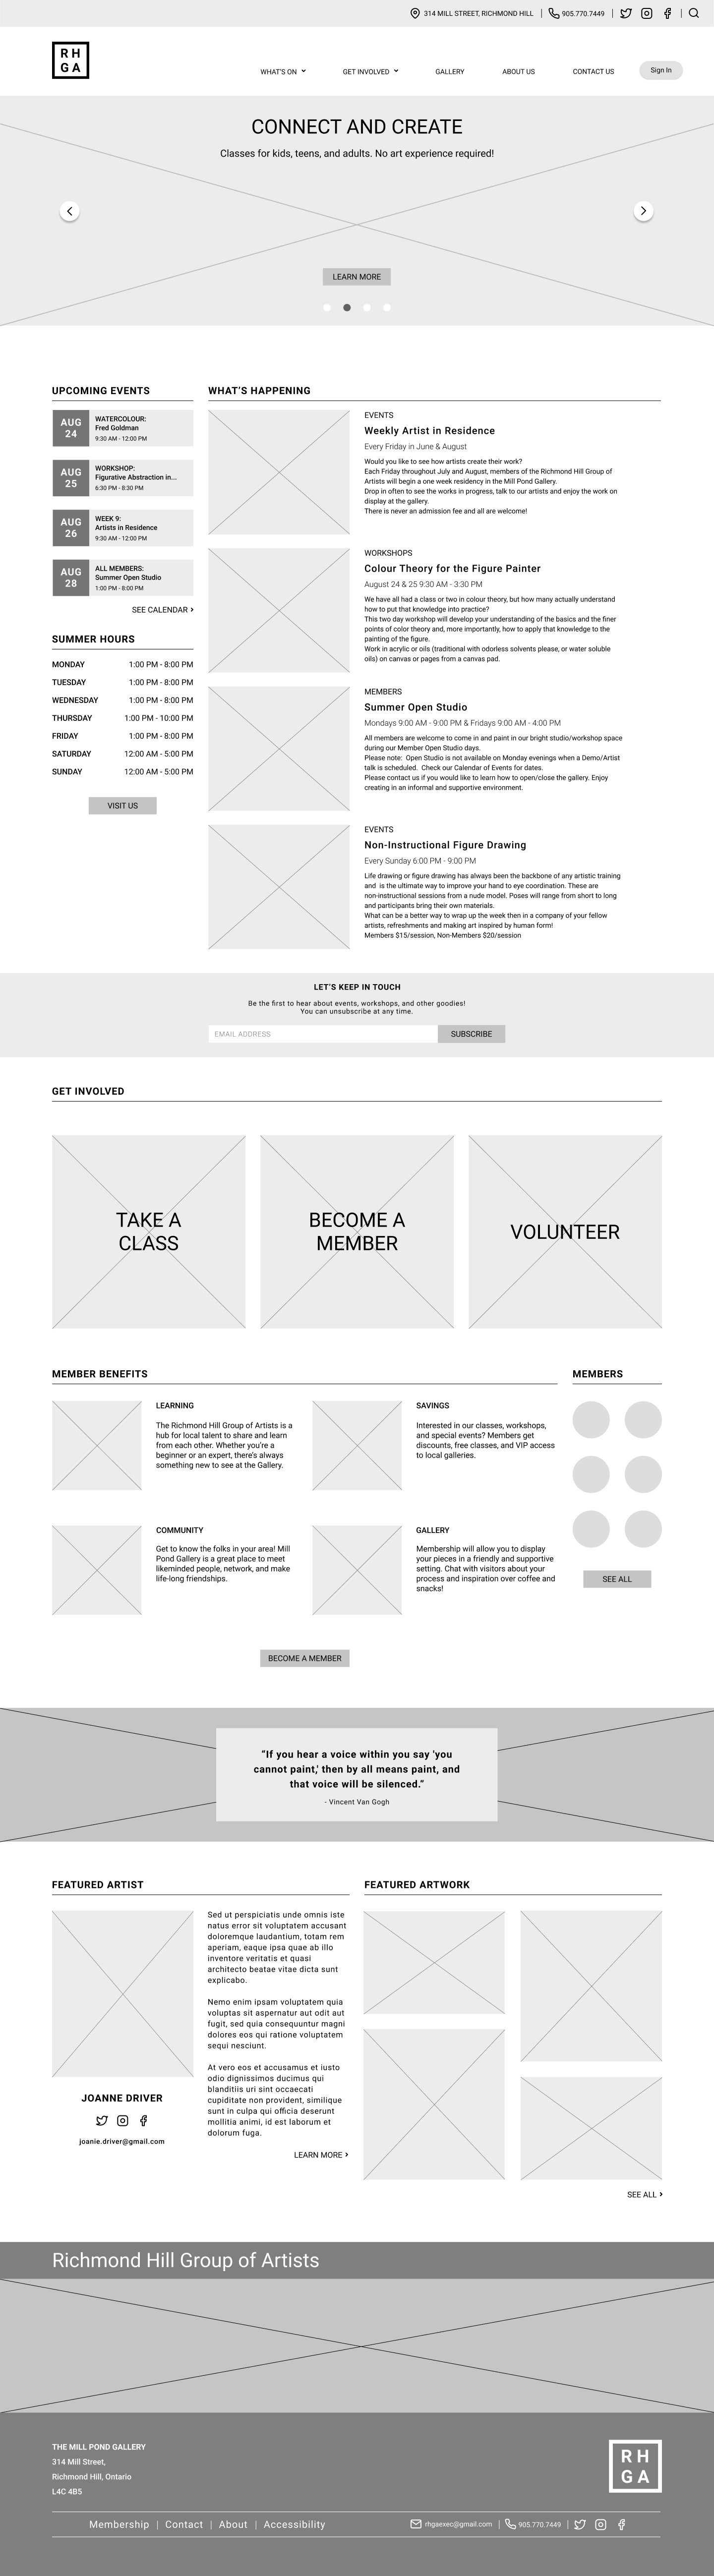 314 MILL STREET, RICHMOND HILL | 905.770.7449 |
RH
GA
WHAT'S ON
GET INVOLVED
GALLERY
ABOUT US
CONTACT US
Sign In
CONNECT AND CREATE
Classes for kids, teens, and adults. No art experience required!
LEARN MORE
UPCOMING EVENTS
AUG
24
WATERCOLOUR:
Fred Goldman
9:30 AM - 12:00 PM
AUG
25
WORKSHOP:
Figurative Abstraction in...
6:30 PM - 8:30 PM
AUG
26
WEEK 9:
Artists in Residence
9:30 AM - 12:00 PM
AUG
28
ALL MEMBERS:
Summer Open Studio
1:00 PM - 8:00 PM
SEE CALENDAR
SUMMER HOURS
MONDAY 1:00 PM - 8:00 PM
TUESDAY 1:00 PM - 8:00 PM
WEDNESDAY 1:00 PM - 8:00 PM
THURSDAY 1:00 PM - 10:00 PM
FRIDAY 1:00 PM - 8:00 PM
SATURDAY 12:00 AM - 5:00 PM
SUNDAY 12:00 AM - 5:00 PM
VISIT US
WHAT'S HAPPENING
EVENTS
Weekly Artist in Residence
Every Friday in June & August
Would you like to see how artists create their work?
Each Friday throughout July and August, members of the Richmond Hill Group of
Artists will begin a one week residency in the Mill Pond Gallery.
Drop in often to see the works in progress, talk to our artists and enjoy the work on
display at the gallery.
There is never an admission fee and all are welcome!
WORKSHOPS
Colour Theory for the Figure Painter
August 24 & 25 9:30 AM - 3:30 PM
We have all had a class or two in colour theory, but how many actually understand
how to put that knowledge into practice?
This two day workshop will develop your understanding of the basics and the finer
points of color theory and, more importantly, how to apply that knowledge to the
painting of the figure.
Work in acrylic or oils (traditional with odorless solvents please, or water soluble
oils) on canvas or pages from a canvas pad.
MEMBERS
Summer Open Studio
Mondays 9:00 AM - 9:00 PM & Fridays 9:00 AM - 4:00 PM
All members are welcome to come in and paint in our bright studio/workshop space
during our Member Open Studio days.
Please note: Open Studio is not available on Monday evenings when a Demo/Artist
talk is scheduled. Check our Calendar of Events for dates.
Please contact us if you would like to learn how to open/close the gallery. Enjoy
creating in an informal and supportive environment.
EVENTS
Non-Instructional Figure Drawing
Every Sunday 6:00 PM - 9:00 PM
Life drawing or figure drawing has always been the backbone of any artistic training
and is the ultimate way to improve your hand to eye coordination. These are
non-instructional sessions from a nude model. Poses will range from short to long
and participants bring their own materials.
What can be a better way to wrap up the week then in a company of your fellow
artists, refreshments and making art inspired by human form!
Members $15/session, Non-Members $20/session
LET'S KEEP IN TOUCH
Be the first to hear about events, workshops, and other goodies!
You can unsubscribe at any time.
EMAIL ADDRESS
SUBSCRIBE
GET INVOLVED
TAKE A
CLASS
BECOME A
MEMBER
VOLUNTEER
MEMBER BENEFITS
LEARNING
The Richmond Hill Group of Artists is a
hub for local talent to share and learn
from each other. Whether you're a
beginner or an expert, there's always
something new to see at the Gallery.
SAVINGS
Interested in our classes, workshops,
and special events? Members get
discounts, free classes, and VIP access
to local galleries.
COMMUNITY
Get to know the folks in your area! Mill
Pond Gallery is a great place to meet
likeminded people, network, and make
life-long friendships.
GALLERY
Membership will allow you to display
your pieces in a friendly and supportive
setting. Chat with visitors about your
process and inspiration over coffee and
snacks!
BECOME A MEMBER
MEMBERS
SEE ALL
"If you hear a voice within you say 'you
cannot paint,' then by all means paint, and
that voice will be silenced."
- Vincent Van Gogh
FEATURED ARTIST
JOANNE DRIVER
joanie.driver@gmail.com
Sed ut perspiciatis unde omnis iste
natus error sit voluptatem accusant
doloremque laudantium, totam rem
aperiam, eaque ipsa quae ab illo
inventore veritatis et quasi
architecto beatae vitae dicta sunt
explicabo.
Nemo enim ipsam voluptatem quia
voluptas sit aspernatur aut odit aut
fugit, sed quia consequuntur magni
dolores eos qui ratione voluptatem
sequi nesciunt.
At vero eos et accusamus et iusto
odio dignissimos ducimus qui
blanditiis uri sint occaecati
cupiditate non provident, similique
sunt in culpa qui officia deserunt
mollitia animi, id est laborum et
dolorum fuga.
LEARN MORE
FEATURED ARTWORK
SEE ALL
Richmond Hill Group of Artists
THE MILL POND GALLERY
314 Mill Street,
Richmond Hill, Ontario
L4C 4B5
RH
GA
Membership | Contact | About | Accessibility
rhgaexec@gmail.com | 905.770.7449 |